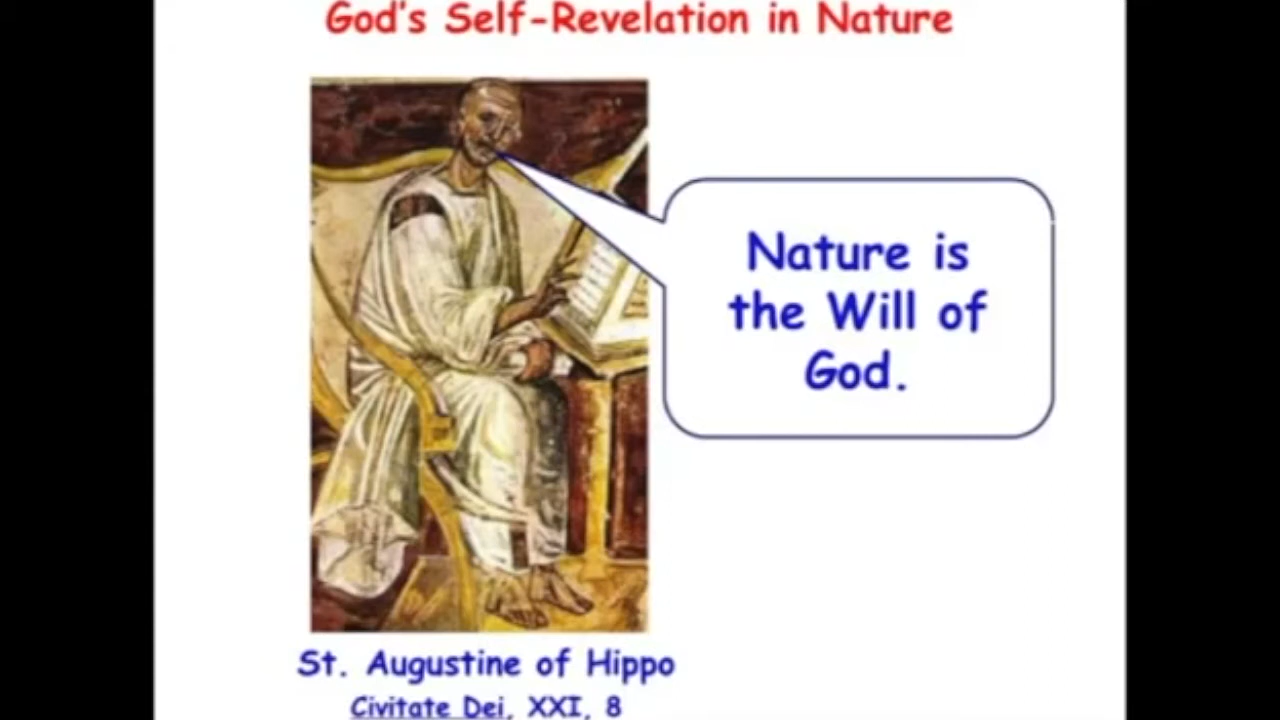 God's Self-Revelation in Nature
Nature is
the Will of
God.
St. Augustine of Hippo
Civitate Dei, XXI, 8